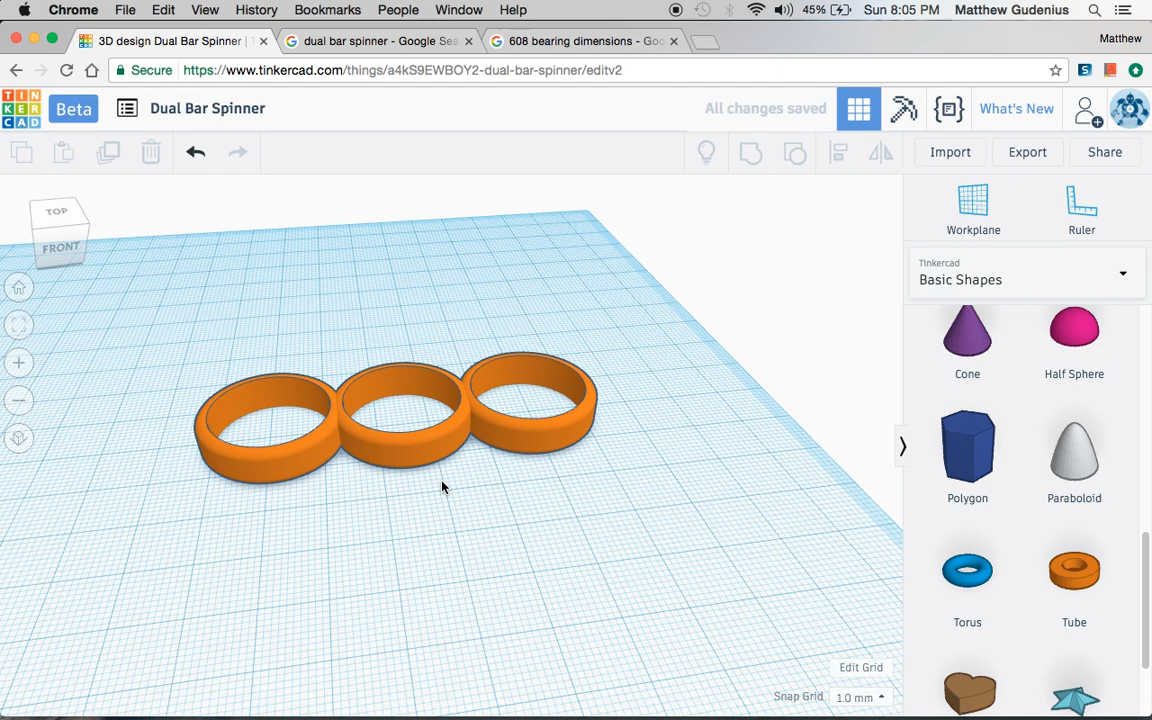 Chrome File Edit View History Bookmarks People Window Help 45% Sun 8:05 PM Matthew Gudenius
3D design Dual Bar Spinner | T dual bar spinner - Google Sea 608 bearing dimensions - Goo Matthew
Secure https://www.tinkercad.com/things/a4kS9EWBOY2-dual-bar-spinner/editv2
TIN KER CAD Beta Dual Bar Spinner All changes saved What's New
Import Export Share
TOP
FRONT
Workplane Ruler
Tinkercad
Basic Shapes
Cone Half Sphere
Polygon Paraboloid
Torus Tube
Edit Grid
Snap Grid 1.0 mm